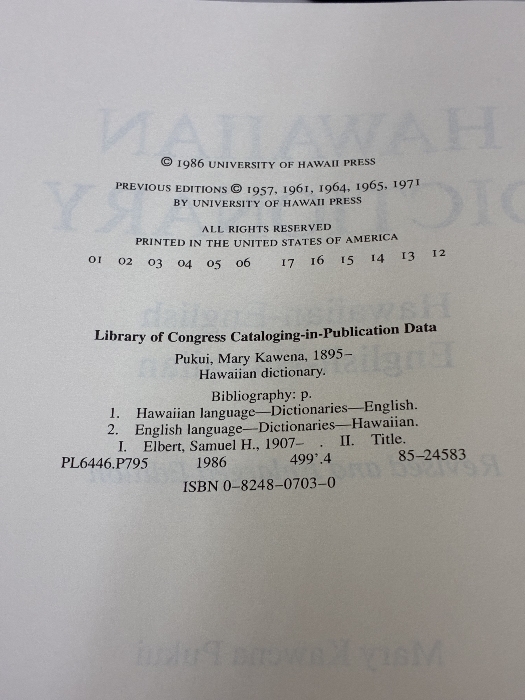 © 1986 UNIVERSITY OF HAWAII PRESS
PREVIOUS EDITIONS © 1957, 1961, 1964, 1965, 1971
BY UNIVERSITY OF HAWAII PRESS
ALL RIGHTS RESERVED
PRINTED IN THE UNITED STATES OF AMERICA
01 02 03 04 05 06 17 16 15 14 13 12
Library of Congress Cataloging-in-Publication Data
Pukui, Mary Kawena, 1895–
Hawaiian dictionary.
Bibliography: p.
1. Hawaiian language—Dictionaries—English.
2. English language—Dictionaries—Hawaiian.
I. Elbert, Samuel H., 1907– . II. Title.
PL6446.P795 1986 499′.4 85–24583
ISBN 0–8248–0703–0